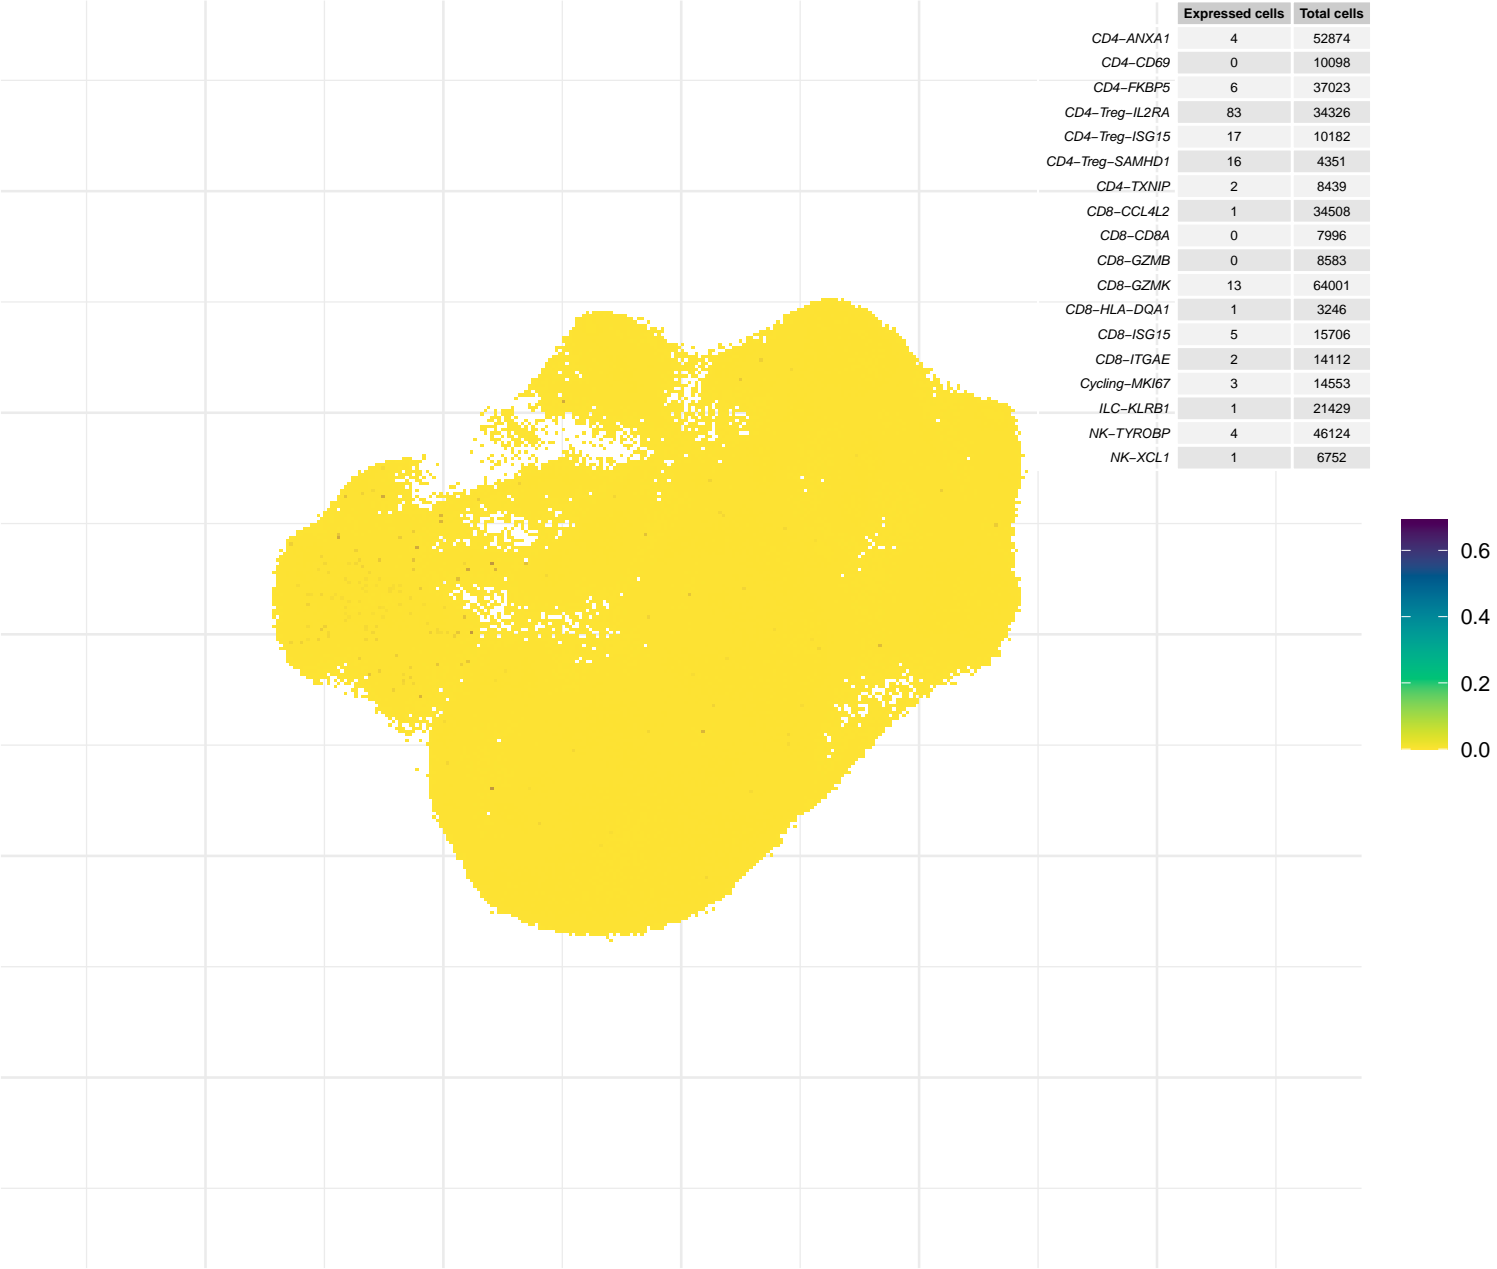 Expressed cells Total cells
CD4−ANXA1 4 52874
CD4−CD69 0 10098
CD4−FKBP5 6 37023
CD4−Treg−IL2RA 83 34326
CD4−Treg−ISG15 17 10182
CD4−Treg−SAMHD1 16 4351
CD4−TXNIP 2 8439
CD8−CCL4L2 1 34508
CD8−CD8A 0 7996
CD8−GZMB 0 8583
CD8−GZMK 13 64001
CD8−HLA−DQA1 1 3246
CD8−ISG15 5 15706
CD8−ITGAE 2 14112
Cycling−MKI67 3 14553
ILC−KLRB1 1 21429
NK−TYROBP 4 46124
NK−XCL1 1 6752
0.6
0.4
0.2
0.0